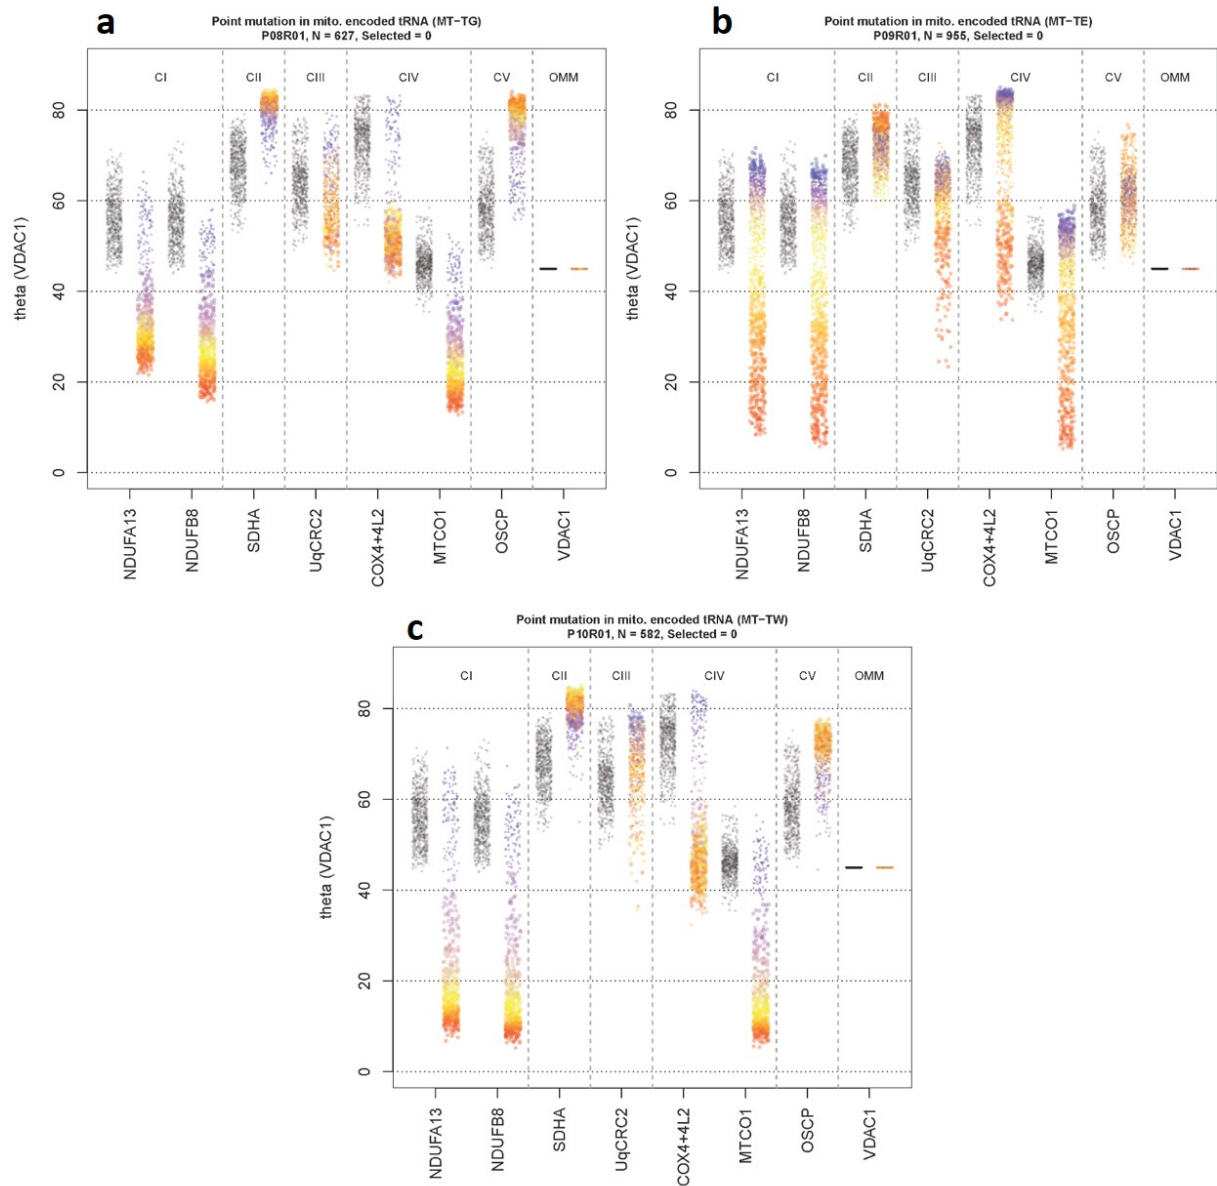 a
Point mutation in mito. encoded tRNA (MT−TG)
P08R01, N = 627, Selected = 0
CI CII CIII CIV CV OMM
theta (VDAC1)
80
60
40
20
0
NDUFA13
NDUFB8
SDHA
UqCRC2
COX4+4L2
MTCO1
OSCP
VDAC1
b
Point mutation in mito. encoded tRNA (MT−TE)
P09R01, N = 955, Selected = 0
CI CII CIII CIV CV OMM
theta (VDAC1)
80
60
40
20
0
NDUFA13
NDUFB8
SDHA
UqCRC2
COX4+4L2
MTCO1
OSCP
VDAC1
c
Point mutation in mito. encoded tRNA (MT−TW)
P10R01, N = 582, Selected = 0
CI CII CIII CIV CV OMM
theta (VDAC1)
80
60
40
20
0
NDUFA13
NDUFB8
SDHA
UqCRC2
COX4+4L2
MTCO1
OSCP
VDAC1